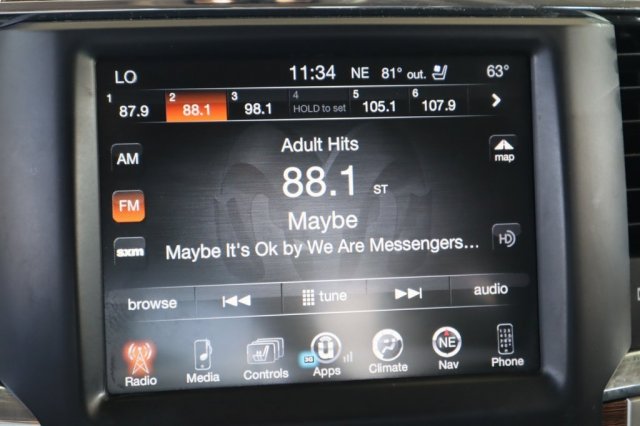 LO 11:34 NE 81° out. 63°
1 87.9 2 88.1 3 98.1 4 HOLD to set 5 105.1 6 107.9
Adult Hits
AM
map
88.1 ST
FM
Maybe
HD
sxm
Maybe It's Ok by We Are Messengers...
browse tune audio
3G NE
Radio Media Controls Apps Climate Nav Phone